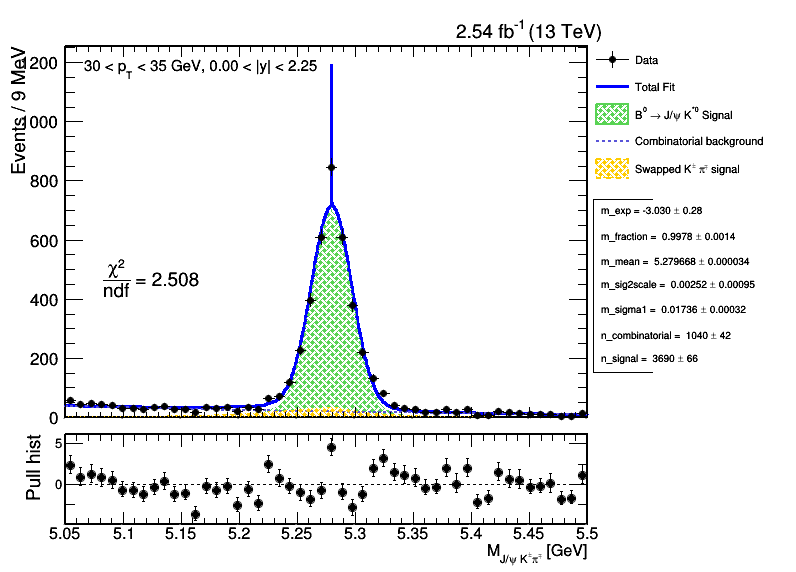 2.54 fb⁻¹ (13 TeV)
Events / 9 MeV
30 < p_T < 35 GeV, 0.00 < |y| < 2.25
1200
1000
800
600
400
200
0
χ²/ndf = 2.508
Data
Total Fit
B⁰ → J/ψ K*⁰ Signal
Combinatorial background
Swapped K± π∓ signal
m_exp = -3.030 ± 0.28
m_fraction = 0.9978 ± 0.0014
m_mean = 5.279668 ± 0.000034
m_sig2scale = 0.00252 ± 0.00095
m_sigma1 = 0.01736 ± 0.00032
n_combinatorial = 1040 ± 42
n_signal = 3690 ± 66
Pull hist
5
0
5.05 5.1 5.15 5.2 5.25 5.3 5.35 5.4 5.45 5.5
M_J/ψ K±π∓ [GeV]